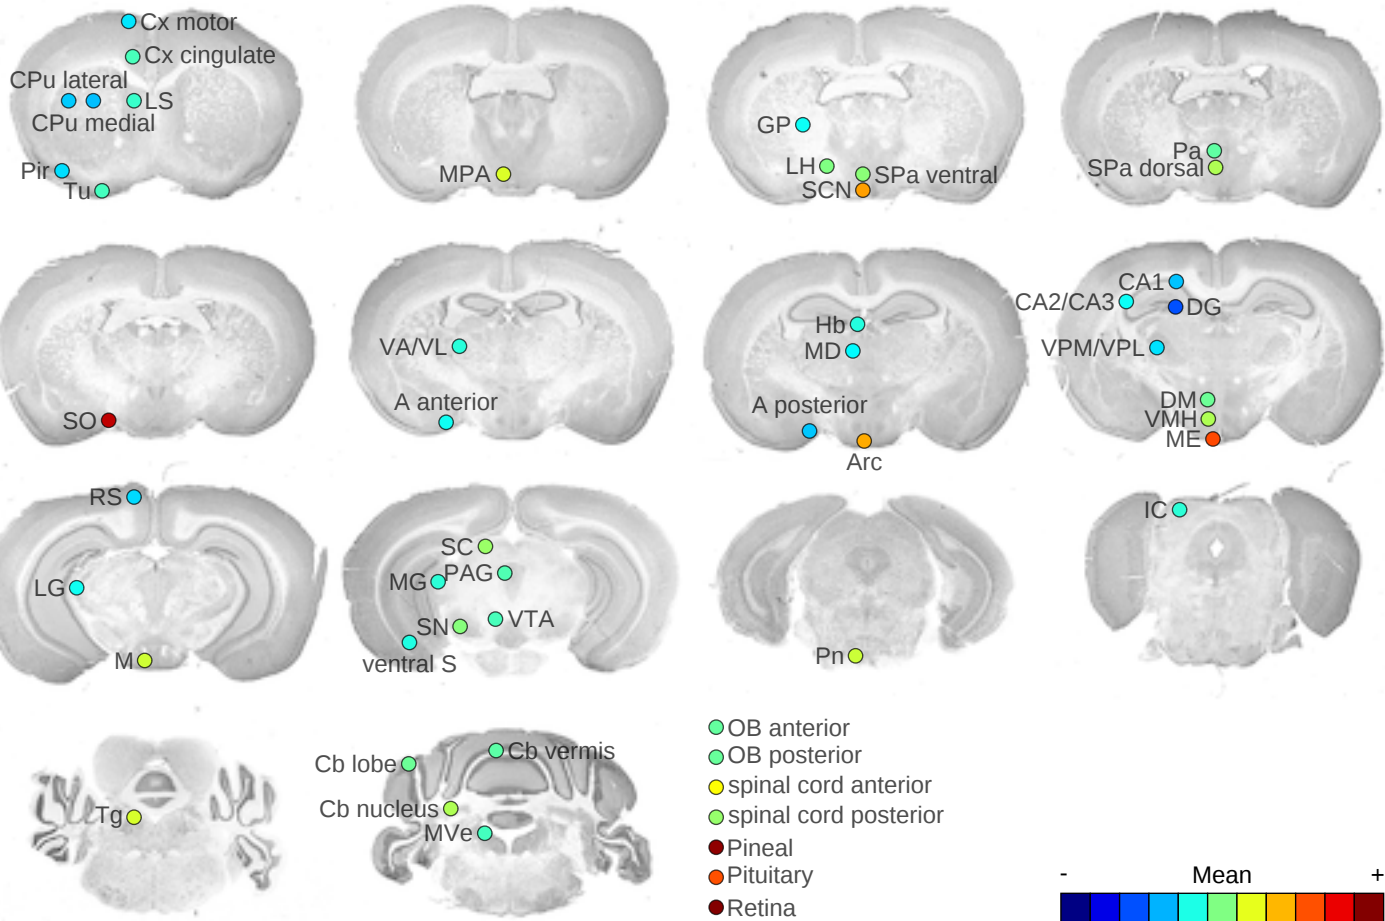 Cx motor
Cx cingulate
CPu lateral
LS
CPu medial
Pir
Tu
MPA
GP
LH
SPa ventral
SCN
Pa
SPa dorsal
SO
VA/VL
A anterior
Hb
MD
A posterior
Arc
CA1
CA2/CA3
DG
VPM/VPL
DM
VMH
ME
RS
LG
M
SC
PAG
MG
VTA
SN
ventral S
Pn
IC
Tg
Cb vermis
Cb lobe
Cb nucleus
MVe
OB anterior
OB posterior
spinal cord anterior
spinal cord posterior
Pineal
Pituitary
Retina
- Mean +